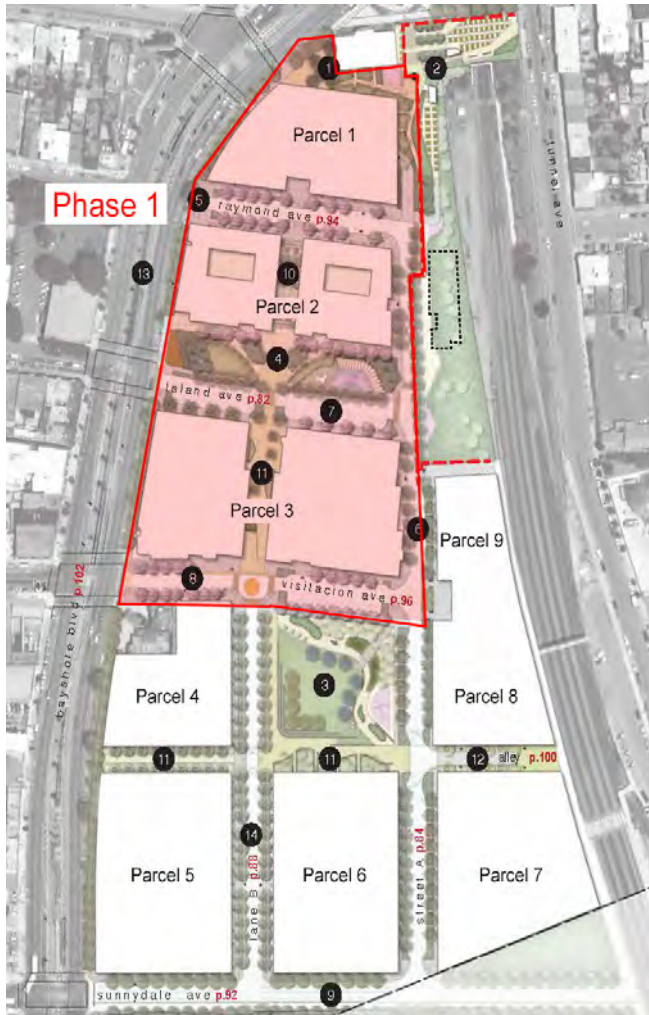 1
2
Parcel 1
tunnel ave
Phase 1
5
raymond ave p.94
13
10
Parcel 2
4
leland ave p.82
7
11
Parcel 3
6
Parcel 9
8
visitacion ave p.96
bayshore blvd p.102
3
Parcel 4
Parcel 8
11
11
12
alley p.100
14
Parcel 5
Parcel 6
Parcel 7
lane B p.88
street A p.84
sunnydale ave p.92
9